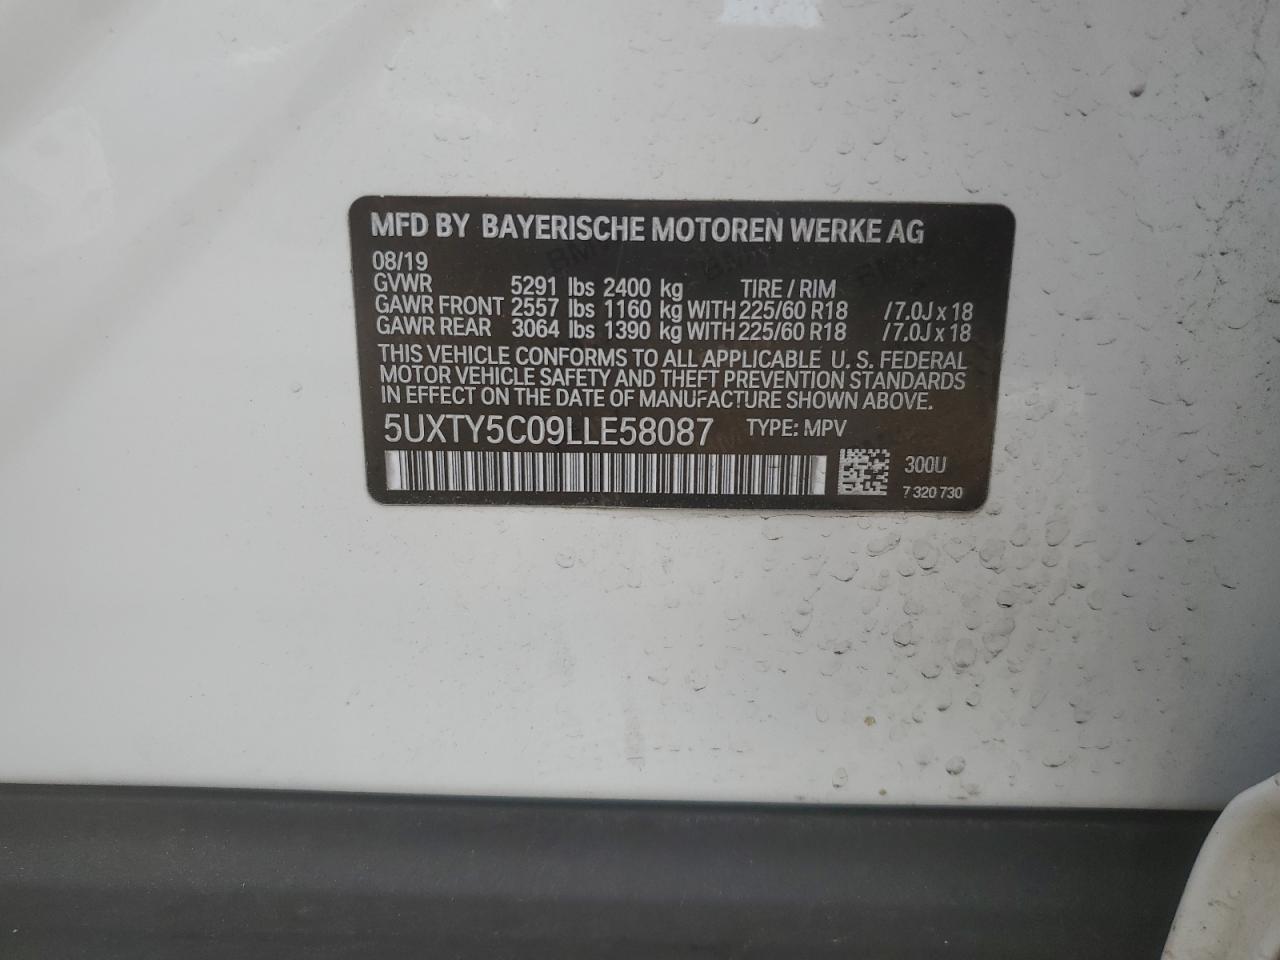 MFD BY BAYERISCHE MOTOREN WERKE AG
08/19
GVWR 5291 lbs 2400 kg TIRE / RIM
GAWR FRONT 2557 lbs 1160 kg WITH 225/60 R18 /7.0J x 18
GAWR REAR 3064 lbs 1390 kg WITH 225/60 R18 /7.0J x 18
THIS VEHICLE CONFORMS TO ALL APPLICABLE U. S. FEDERAL
MOTOR VEHICLE SAFETY AND THEFT PREVENTION STANDARDS
IN EFFECT ON THE DATE OF MANUFACTURE SHOWN ABOVE.
5UXTY5C09LLE58087 TYPE: MPV
300U
7 320 730